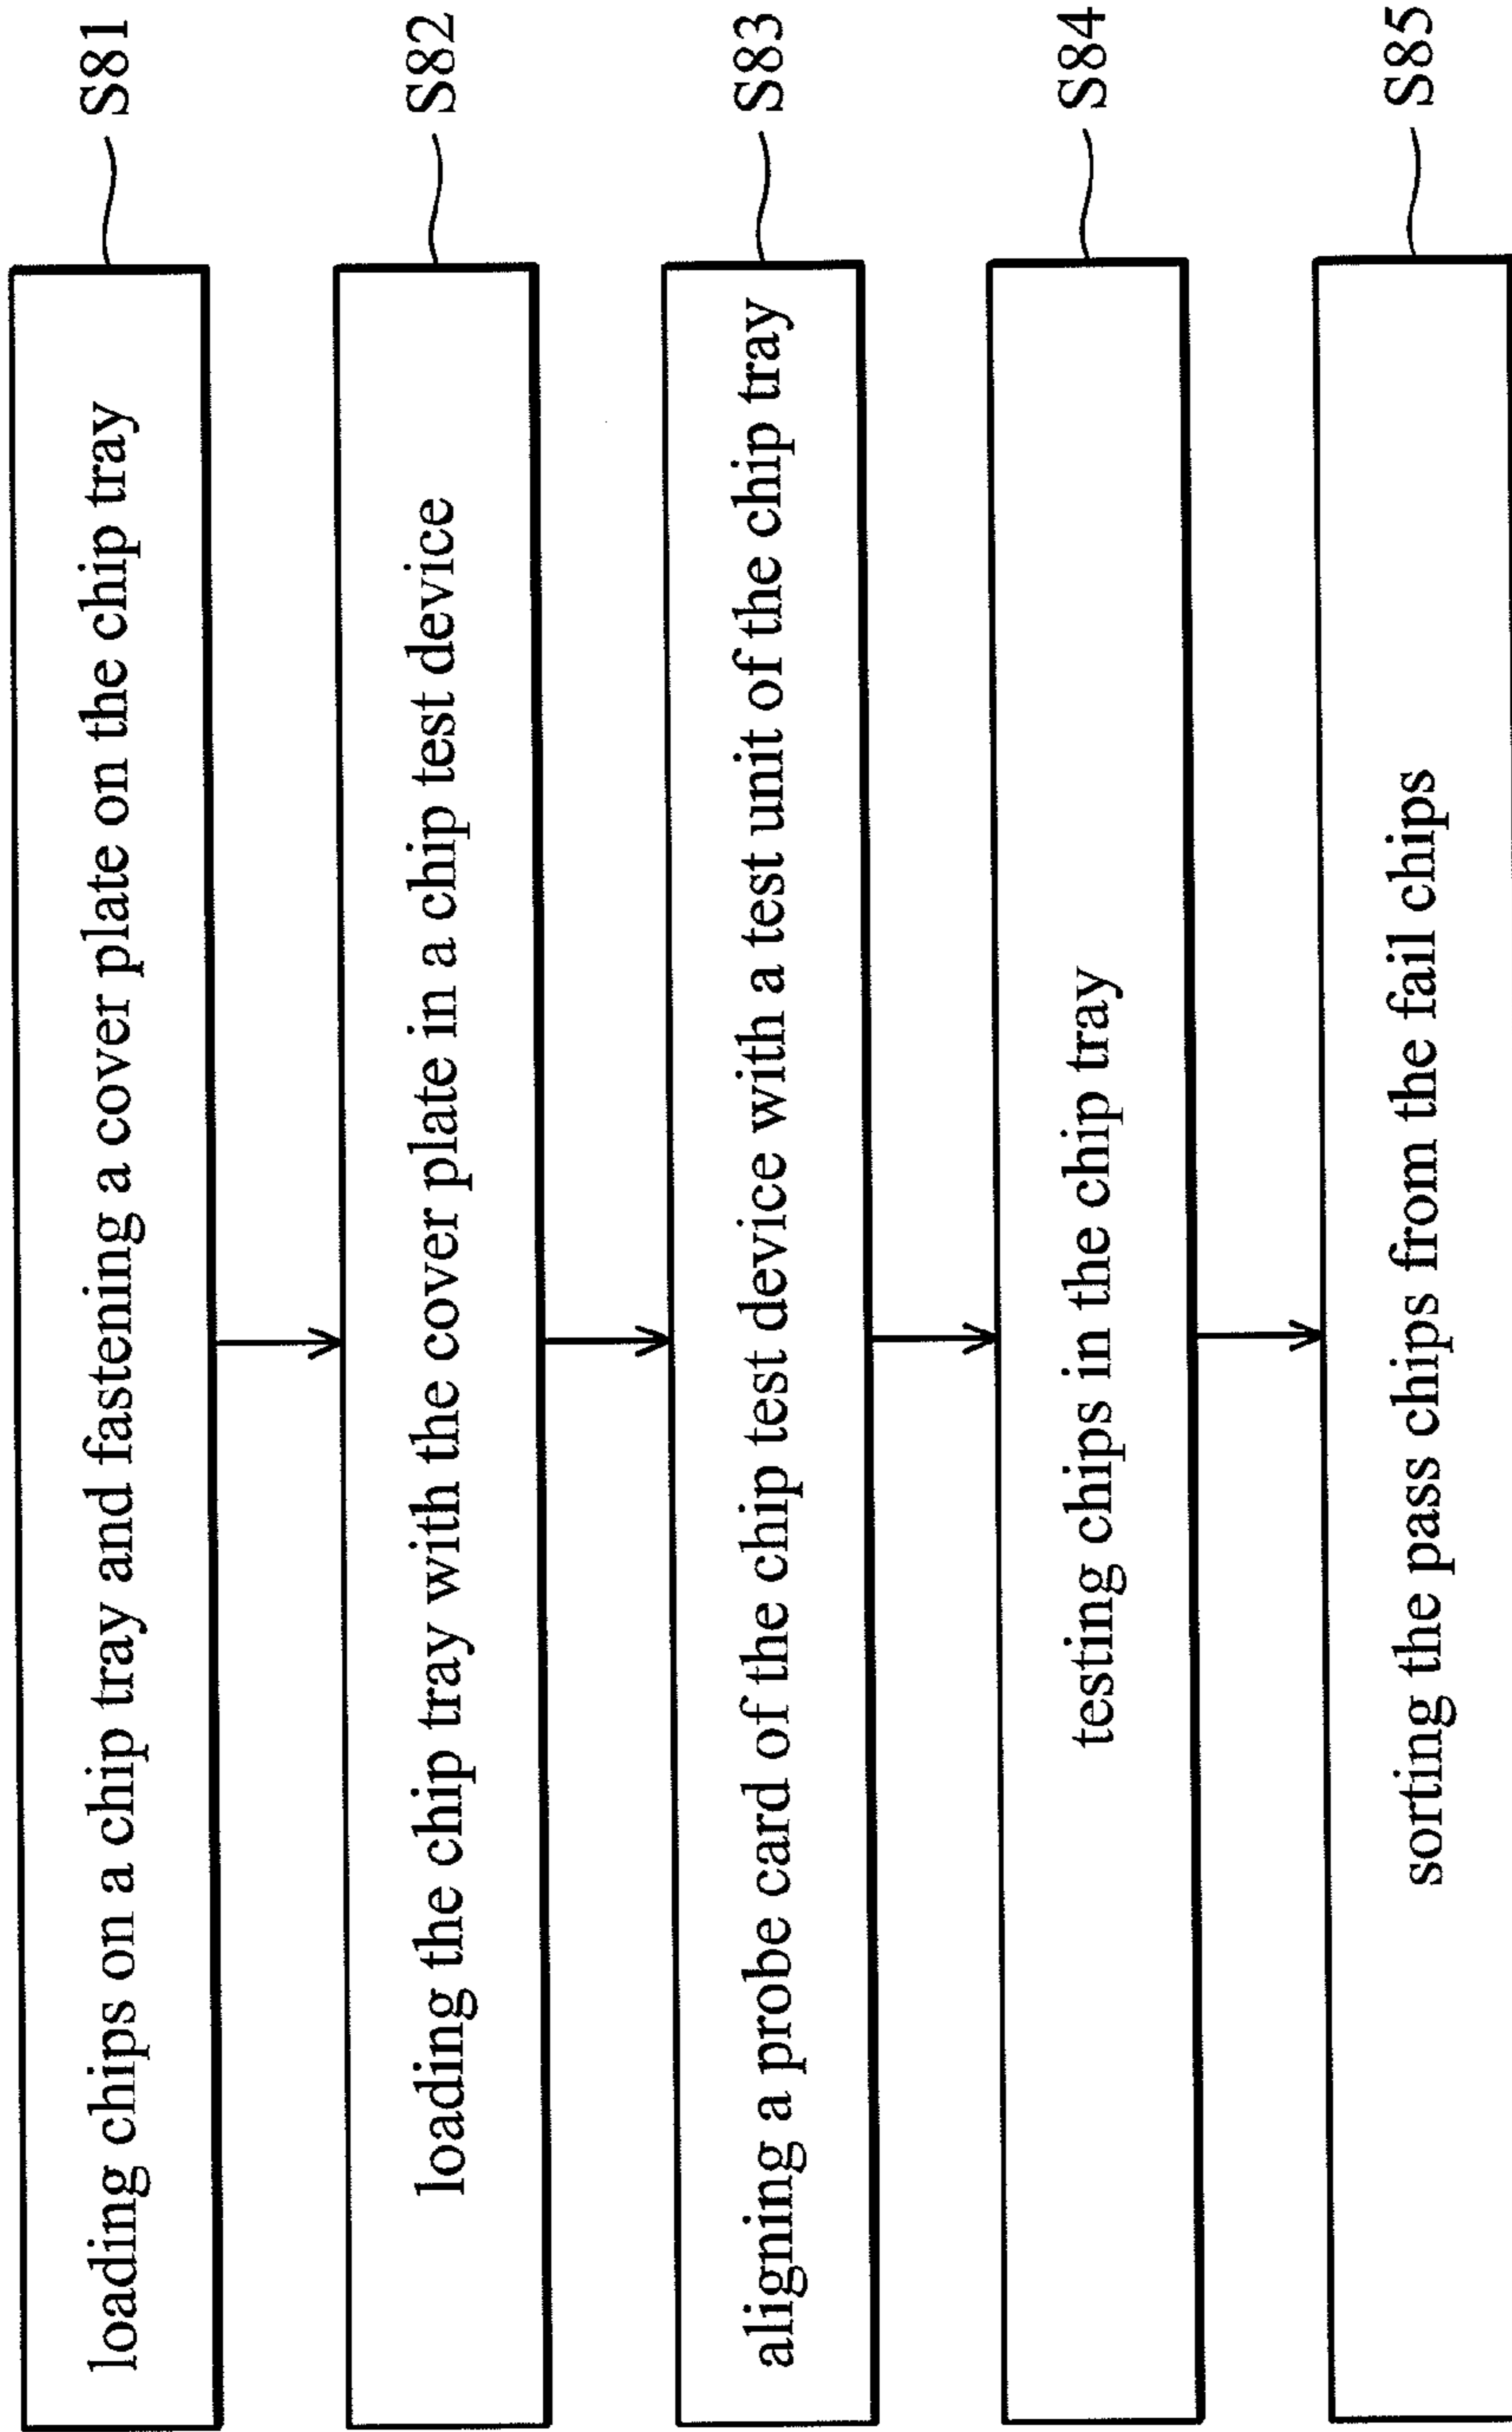 loading chips on a chip tray and fastening a cover plate on the chip tray
S81
loading the chip tray with the cover plate in a chip test device
S82
aligning a probe card of the chip test device with a test unit of the chip tray
S83
testing chips in the chip tray
S84
sorting the pass chips from the fail chips
S85